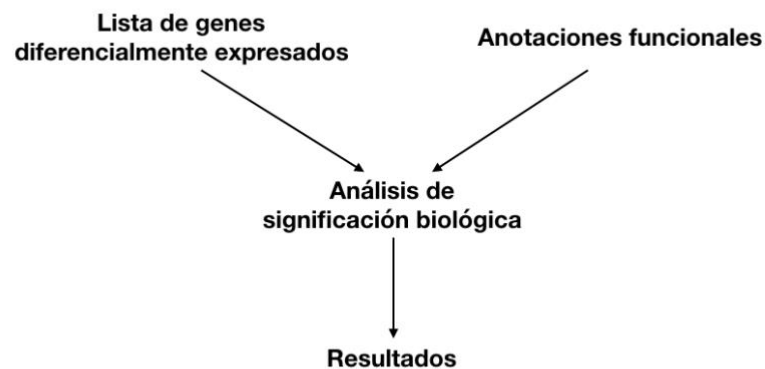 Lista de genes
diferencialmente expresados
Anotaciones funcionales
Análisis de
significación biológica
Resultados